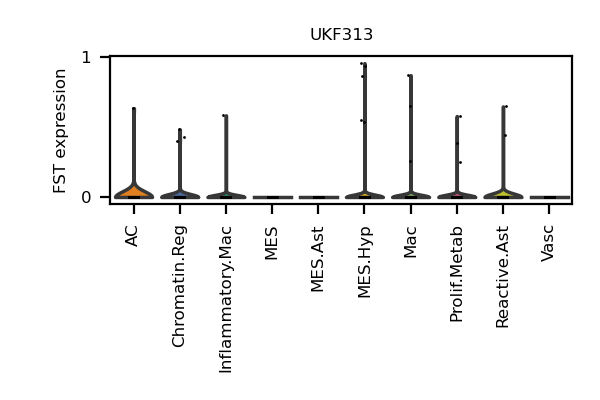 UKF313
FST expression
1
0
AC
Chromatin.Reg
Inflammatory.Mac
MES
MES.Ast
MES.Hyp
Mac
Prolif.Metab
Reactive.Ast
Vasc